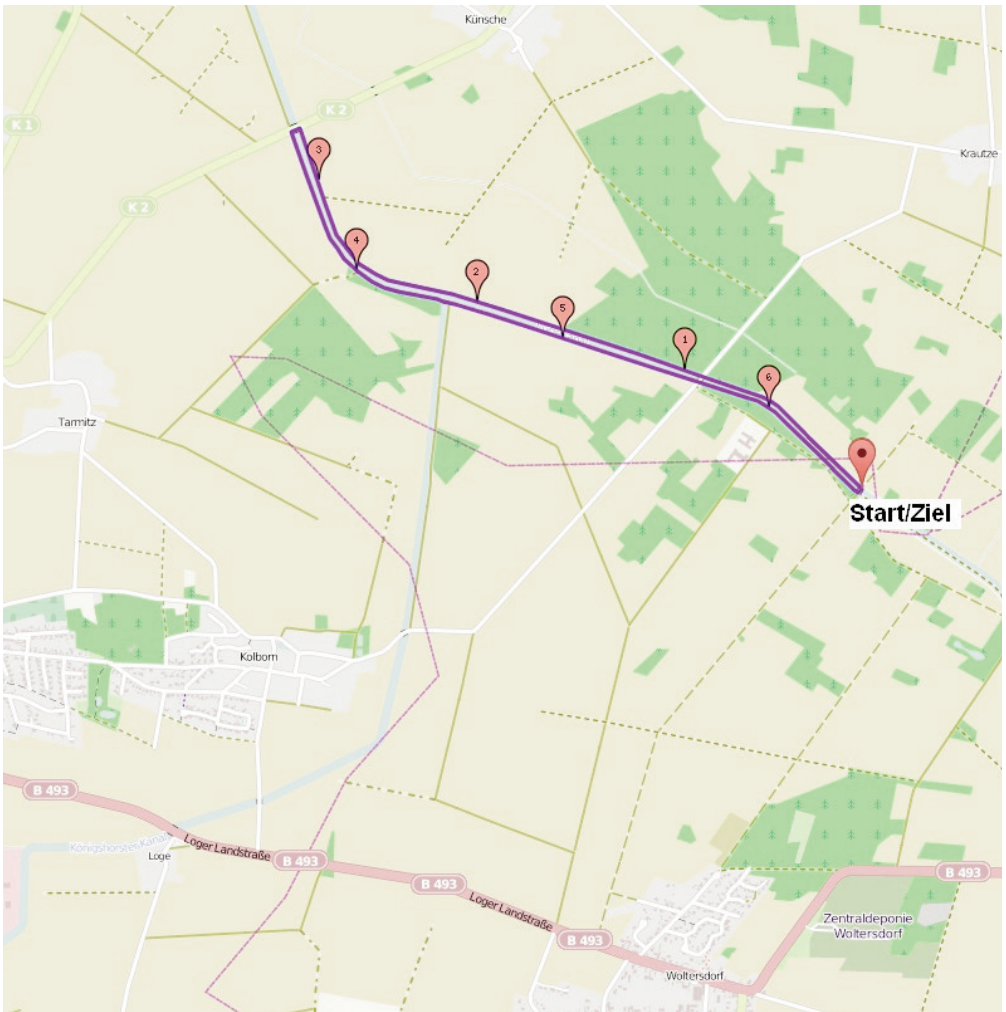 Künsche
K 2
K 1
3
Krautze
K 2
4
2
5
1
6
Tarmitz
Start/Ziel
Kolborn
B 493
Königshorster Kanal
Loge
Loger Landstraße
B 493
B 493
B 493
Loger Landstraße
Zentraldeponie
Woltersdorf
B 493
Woltersdorf